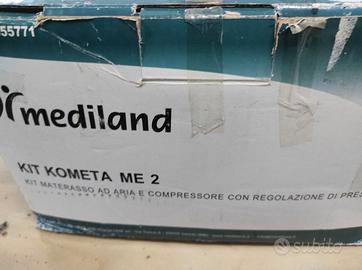 55771
mediland
KIT KOMETA ME 2
KIT MATERASSO AD ARIA E COMPRESSORE CON REGOLAZIONE DI PRES
subito